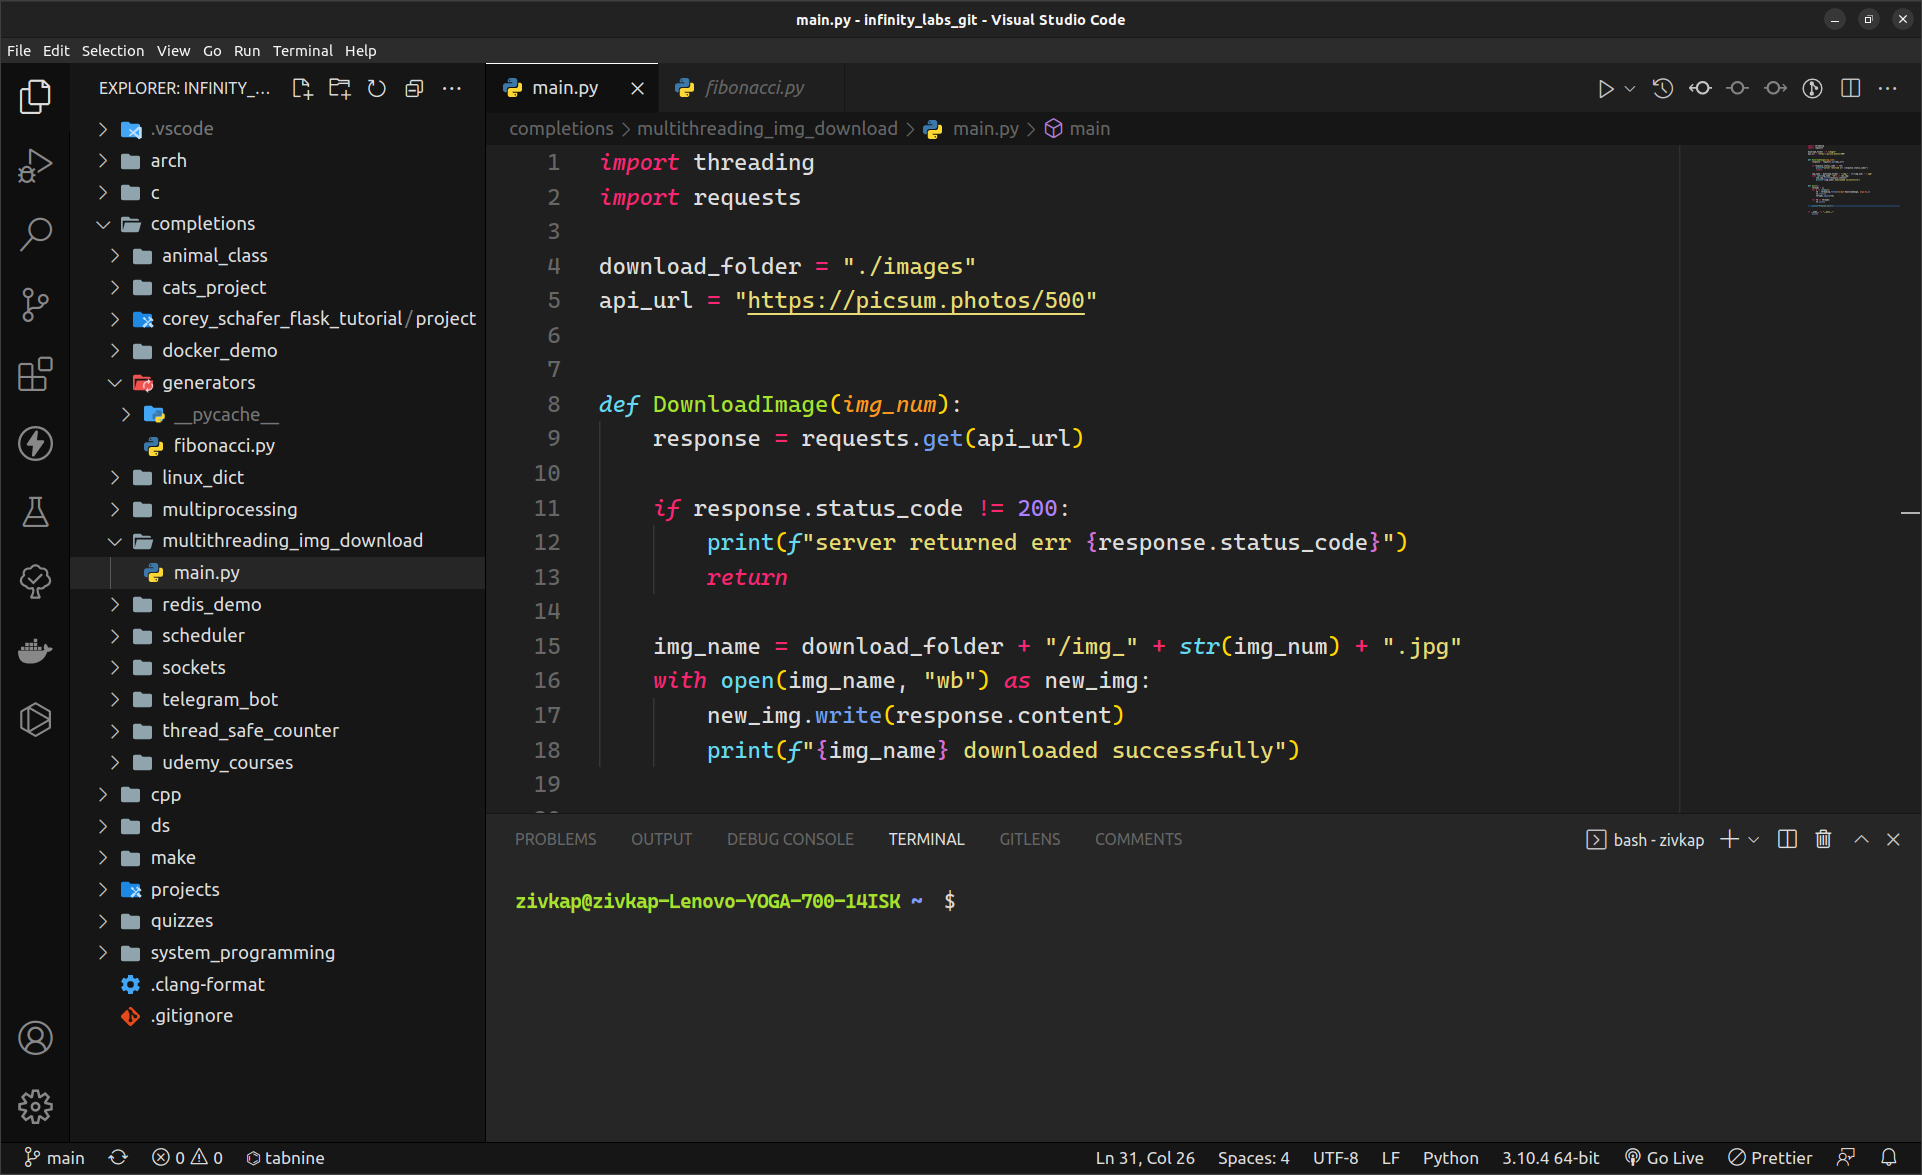 main.py - infinity_labs_git - Visual Studio Code
File Edit Selection View Go Run Terminal Help
EXPLORER: INFINITY_...
.vscode
arch
c
completions
animal_class
cats_project
corey_schafer_flask_tutorial/project
docker_demo
generators
__pycache__
fibonacci.py
linux_dict
multiprocessing
multithreading_img_download
main.py
redis_demo
scheduler
sockets
telegram_bot
thread_safe_counter
udemy_courses
cpp
ds
make
projects
quizzes
system_programming
.clang-format
.gitignore
main.py fibonacci.py
completions > multithreading_img_download > main.py > main
1 import threading
2 import requests
3
4 download_folder = "./images"
5 api_url = "https://picsum.photos/500"
6
7
8 def DownloadImage(img_num):
9     response = requests.get(api_url)
10
11     if response.status_code != 200:
12         print(f"server returned err {response.status_code}")
13         return
14
15     img_name = download_folder + "/img_" + str(img_num) + ".jpg"
16     with open(img_name, "wb") as new_img:
17         new_img.write(response.content)
18         print(f"{img_name} downloaded successfully")
19
PROBLEMS OUTPUT DEBUG CONSOLE TERMINAL GITLENS COMMENTS
bash - zivkap
zivkap@zivkap-Lenovo-YOGA-700-14ISK ~ $
main 0 0 tabnine Ln 31, Col 26 Spaces: 4 UTF-8 LF Python 3.10.4 64-bit Go Live Prettier